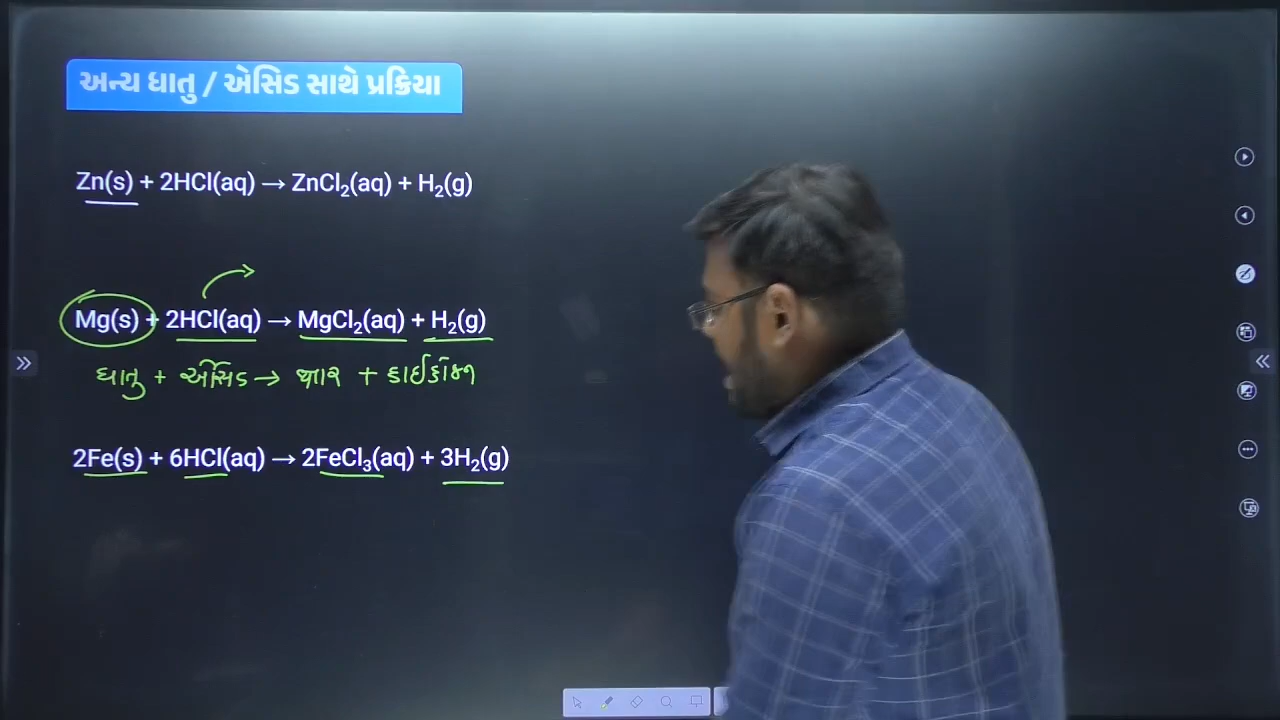 અન્ય ધાતુ / એસિડ સાથે પ્રક્રિયા
Zn(s) + 2HCl(aq) → ZnCl₂(aq) + H₂(g)
Mg(s) + 2HCl(aq) → MgCl₂(aq) + H₂(g)
ધાતુ + એસિડ → ક્ષાર + હાઈડ્રોજન
2Fe(s) + 6HCl(aq) → 2FeCl₃(aq) + 3H₂(g)